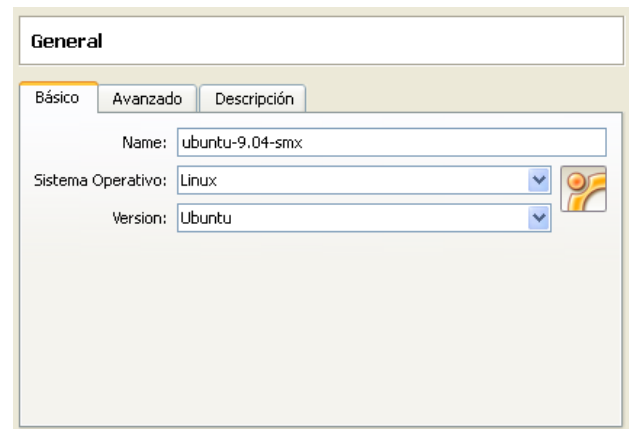 General
Básico Avanzado Descripción
Name: ubuntu-9.04-smx
Sistema Operativo: Linux
Version: Ubuntu